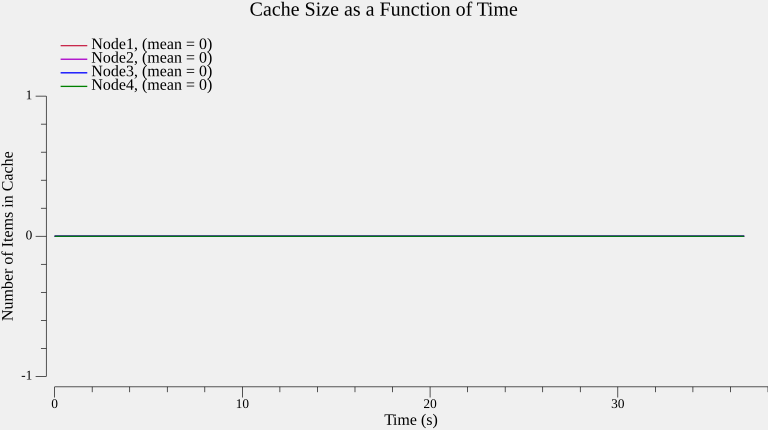 Cache Size as a Function of Time
Node1, (mean = 0)
Node2, (mean = 0)
Node3, (mean = 0)
Node4, (mean = 0)
Number of Items in Cache
1
0
-1
0 10 20 30
Time (s)